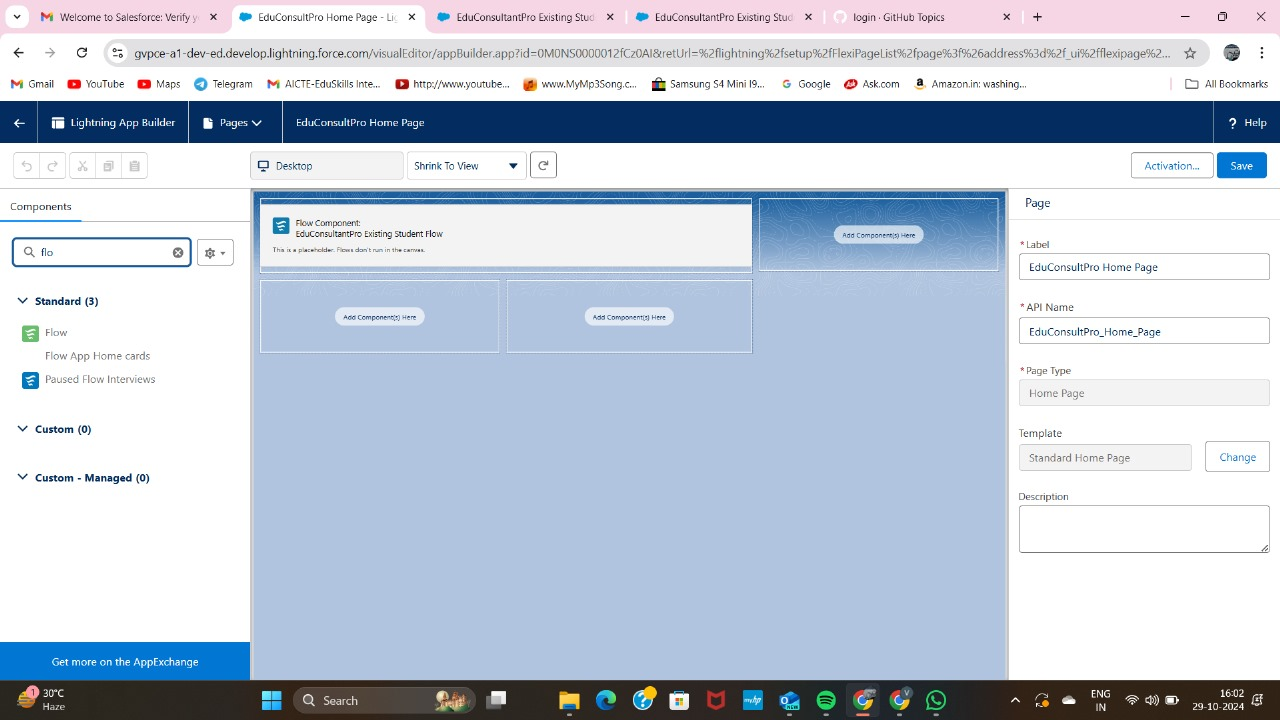 Welcome to Salesforce: Verify y
EduConsultPro Home Page - Lig
EduConsultantPro Existing Stud
EduConsultantPro Existing Stud
login · GitHub Topics
gvpce-a1-dev-ed.develop.lightning.force.com/visualEditor/appBuilder.app?id=0M0NS0000012fCz0AI&retUrl=%2flightning%2fsetup%2fFlexiPageList%2fpage%3f%26address%3d%2f_ui%2fflexipage%2...
Gmail
YouTube
Maps
Telegram
AICTE-EduSkills Inte...
http://www.youtube...
www.MyMp3Song.c...
Samsung S4 Mini I9...
Google
Ask.com
Amazon.in: washing...
All Bookmarks
Lightning App Builder
Pages
EduConsultPro Home Page
? Help
Desktop
Shrink To View
Activation...
Save
Components
flo
Standard (3)
Flow
Flow App Home cards
Paused Flow Interviews
Custom (0)
Custom - Managed (0)
Get more on the AppExchange
Flow Component:
EduConsultantPro Existing Student Flow
This is a placeholder. Flows don't run in the canvas.
Add Component(s) Here
Add Component(s) Here
Add Component(s) Here
Page
*Label
EduConsultPro Home Page
*API Name
EduConsultPro_Home_Page
*Page Type
Home Page
Template
Standard Home Page
Change
Description
1
30°C
Haze
Search
ENG
IN
16:02
29-10-2024